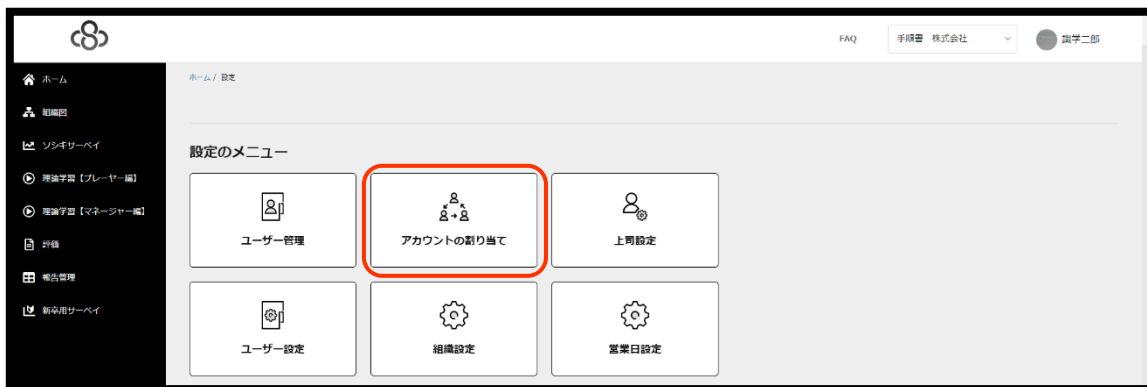 FAQ
手順書 株式会社
識学二郎
ホーム
組織図
ソシキサーベイ
理論学習【プレーヤー編】
理論学習【マネージャー編】
評価
報告管理
新卒用サーベイ
ホーム / 設定
設定のメニュー
ユーザー管理
アカウントの割り当て
上司設定
ユーザー設定
組織設定
営業日設定